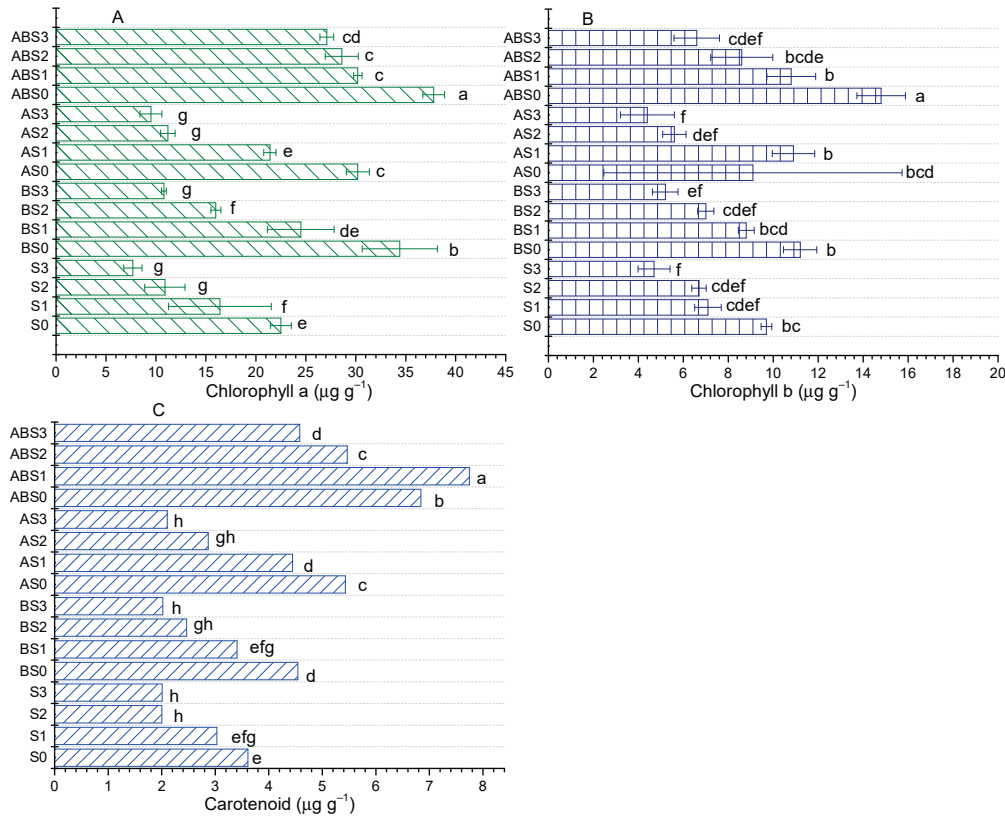 A
ABS3
cd
ABS2
c
ABS1
c
ABS0
a
AS3
g
AS2
g
AS1
e
AS0
c
BS3
g
BS2
f
BS1
de
BS0
b
S3
g
S2
g
S1
f
S0
e
0 5 10 15 20 25 30 35 40 45
Chlorophyll a (μg g⁻¹)
B
ABS3
cdef
ABS2
bcde
ABS1
b
ABS0
a
AS3
f
AS2
def
AS1
b
AS0
bcd
BS3
ef
BS2
cdef
BS1
bcd
BS0
b
S3
f
S2
cdef
S1
cdef
S0
bc
0 2 4 6 8 10 12 14 16 18 20
Chlorophyll b (μg g⁻¹)
C
ABS3
d
ABS2
c
ABS1
a
ABS0
b
AS3
h
AS2
gh
AS1
d
AS0
c
BS3
h
BS2
gh
BS1
efg
BS0
d
S3
h
S2
h
S1
efg
S0
e
0 1 2 3 4 5 6 7 8
Carotenoid (μg g⁻¹)